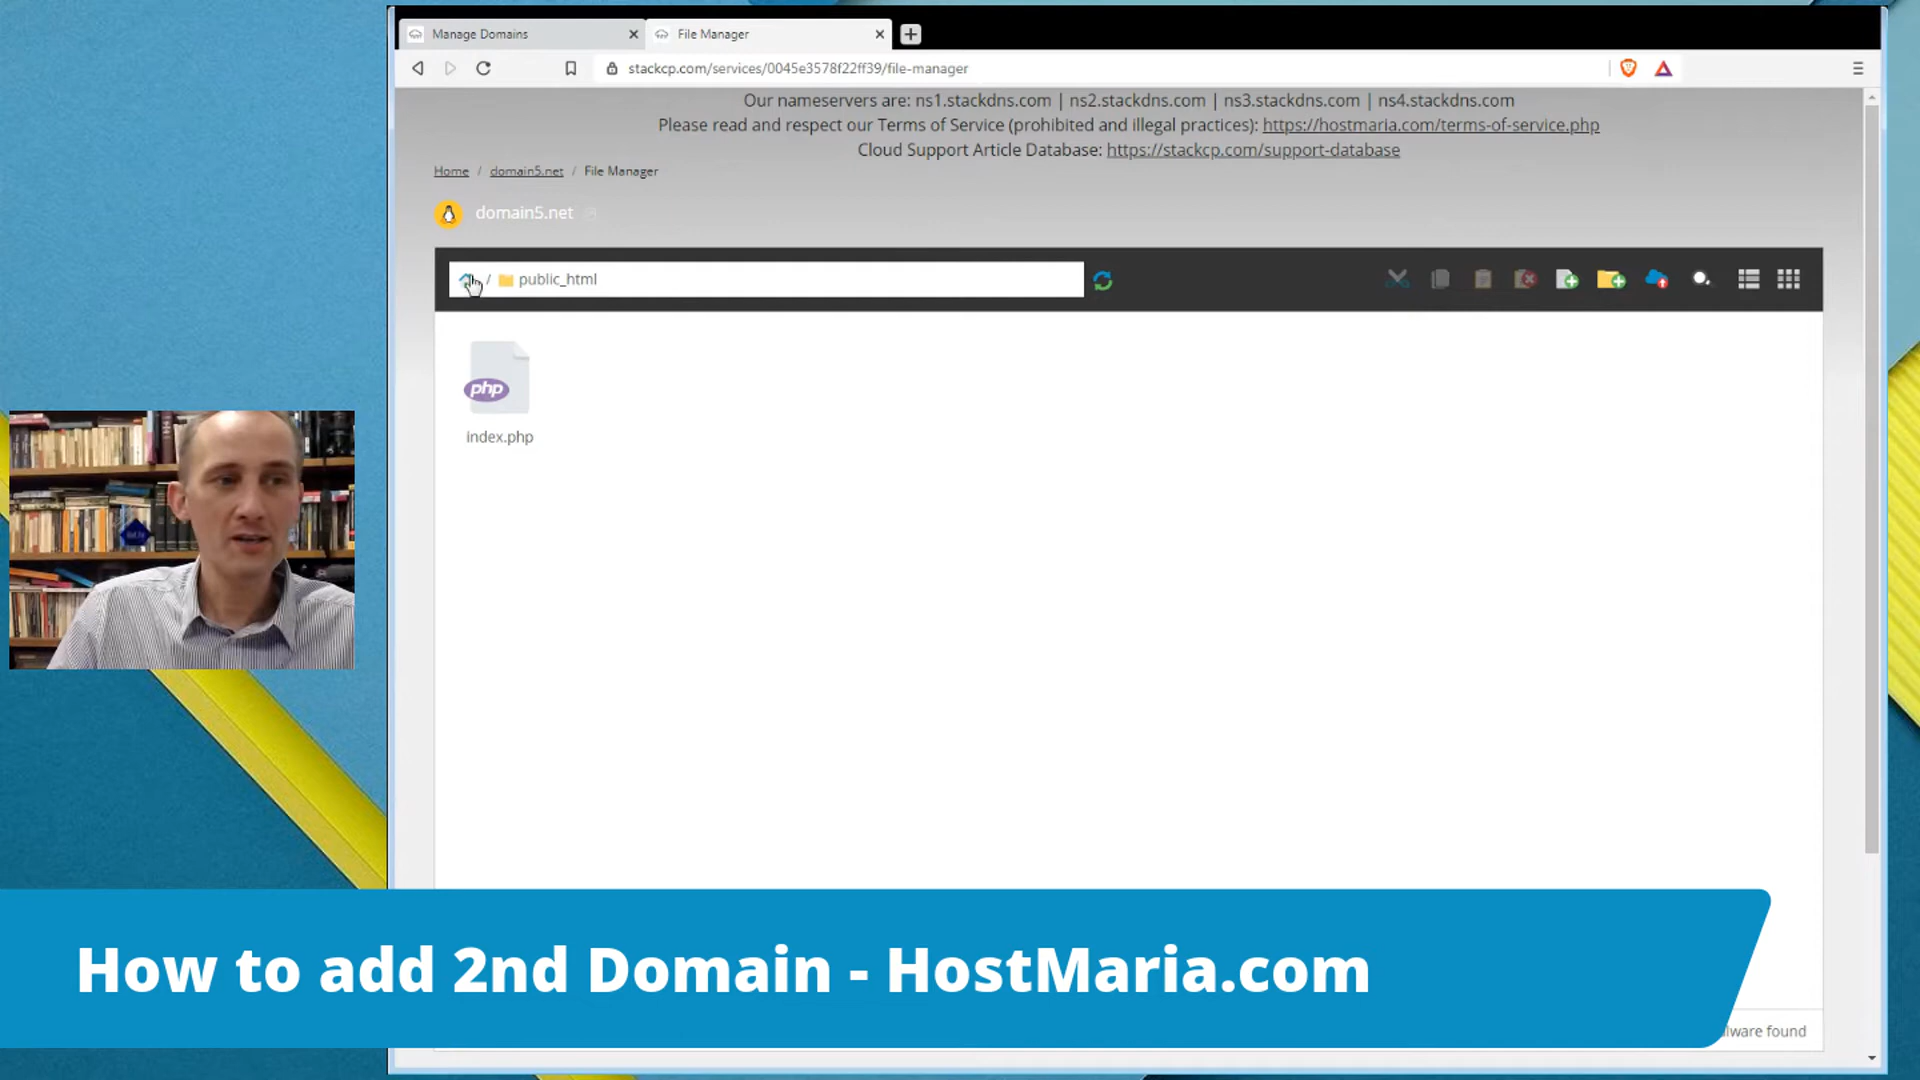 Manage Domains
File Manager
stackcp.com/services/0045e3578f22ff39/file-manager
Our nameservers are: ns1.stackdns.com | ns2.stackdns.com | ns3.stackdns.com | ns4.stackdns.com
Please read and respect our Terms of Service (prohibited and illegal practices): https://hostmaria.com/terms-of-service.php
Cloud Support Article Database: https://stackcp.com/support-database
Home / domain5.net / File Manager
domain5.net
/ public_html
php
index.php
How to add 2nd Domain - HostMaria.com
lware found